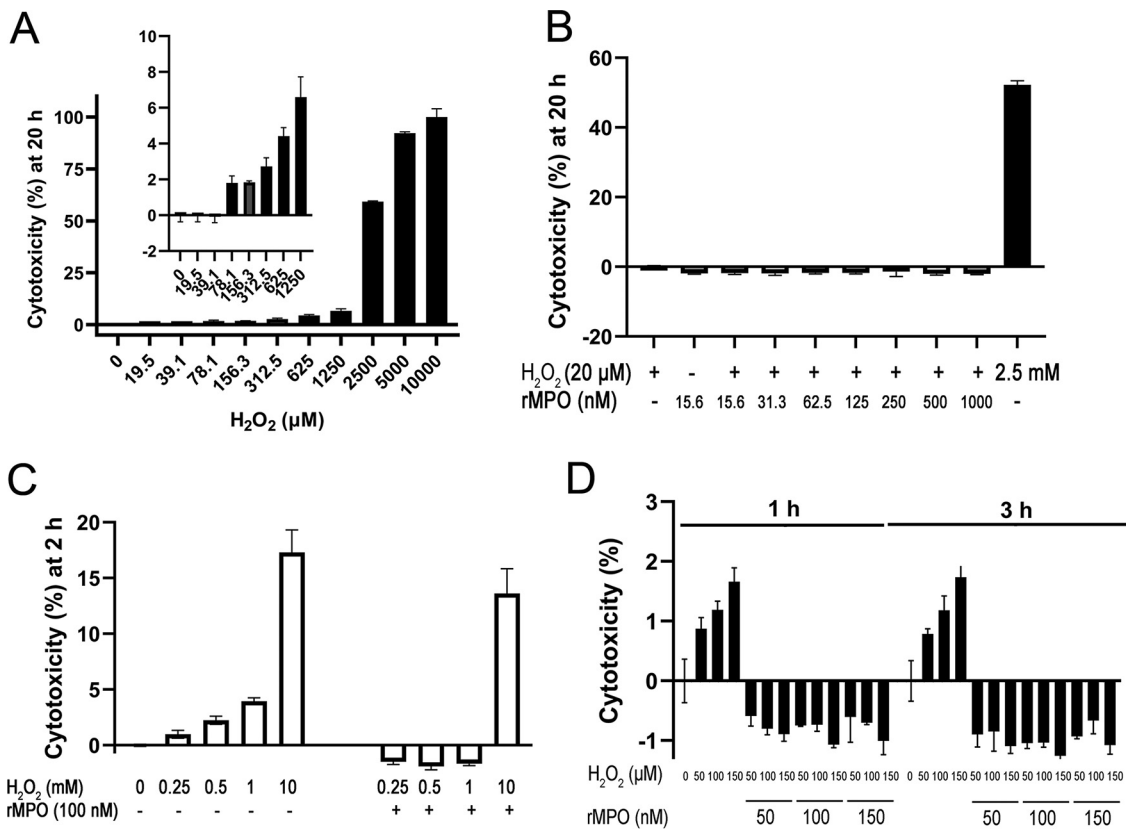 A
Cytotoxicity (%) at 20 h
100
75
50
25
0
10
8
6
4
2
0
-2
0 19.5 39.1 78.1 156.3 312.5 625 1250
0 19.5 39.1 78.1 156.3 312.5 625 1250 2500 5000 10000
H2O2 (µM)
B
Cytotoxicity (%) at 20 h
60
40
20
0
-20
H2O2 (20 µM) + - + + + + + + + 2.5 mM
rMPO (nM) - 15.6 15.6 31.3 62.5 125 250 500 1000 -
C
Cytotoxicity (%) at 2 h
20
15
10
5
0
H2O2 (mM) 0 0.25 0.5 1 10 0.25 0.5 1 10
rMPO (100 nM) - - - - - + + + +
D
Cytotoxicity (%)
3
2
1
0
-1
1 h 3 h
H2O2 (µM) 0 50 100 150 50 100 150 50 100 150 50 100 150 0 50 100 150 50 100 150 50 100 150 50 100 150
rMPO (nM) 50 100 150 50 100 150